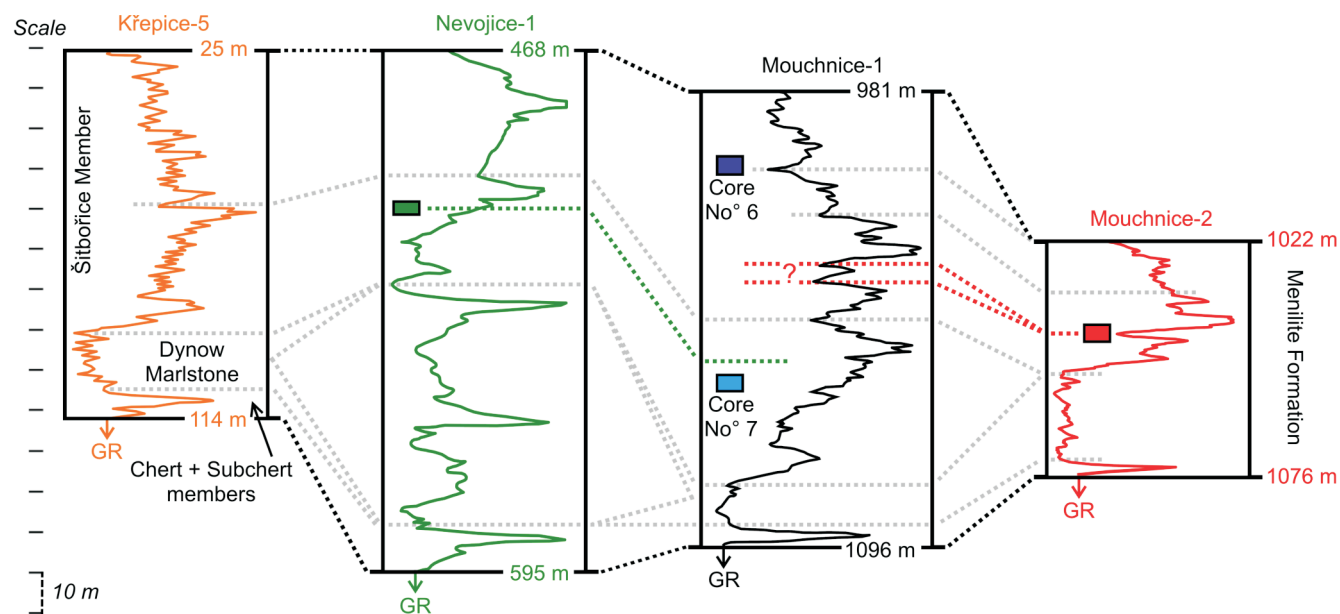 Scale
Křepice-5
Nevojice-1
Mouchnice-1
Mouchnice-2
25 m
468 m
981 m
1022 m
Šitbořice Member
Core
No° 6
?
Core
No° 7
Dynow
Marlstone
Menilite Formation
114 m
595 m
1096 m
1076 m
GR
GR
GR
GR
Chert + Subchert
members
10 m